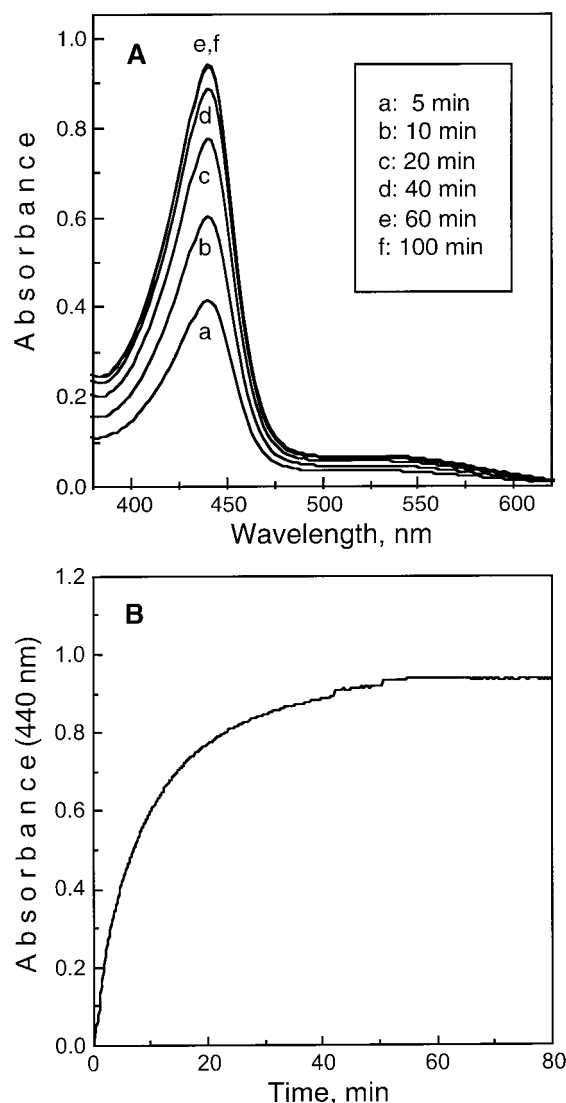 A
e,f
d
c
b
a
a: 5 min
b: 10 min
c: 20 min
d: 40 min
e: 60 min
f: 100 min
1.0
0.8
0.6
0.4
0.2
0.0
Absorbance
400 450 500 550 600
Wavelength, nm
B
1.2
1.0
0.8
0.6
0.4
0.2
0.0
Absorbance (440 nm)
0 20 40 60 80
Time, min